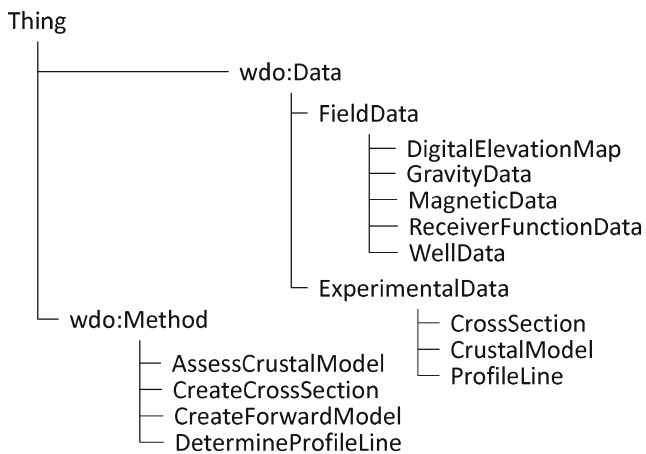 Thing
wdo:Data
FieldData
DigitalElevationMap
GravityData
MagneticData
ReceiverFunctionData
WellData
ExperimentalData
CrossSection
CrustalModel
ProfileLine
wdo:Method
AssessCrustalModel
CreateCrossSection
CreateForwardModel
DetermineProfileLine